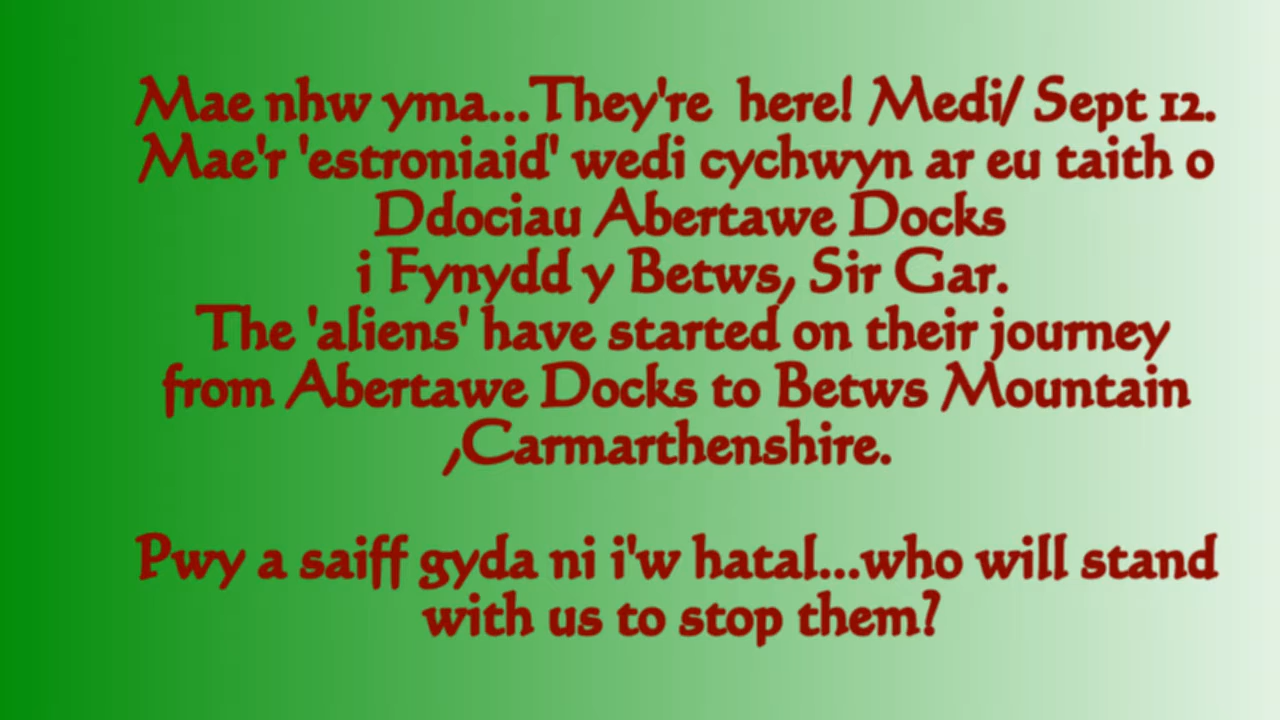 Mae nhw yma...They're here! Medi/ Sept 12.
Mae'r 'estroniaid' wedi cychwyn ar eu taith o
Ddociau Abertawe Docks
i Fynydd y Betws, Sir Gar.
The 'aliens' have started on their journey
from Abertawe Docks to Betws Mountain
,Carmarthenshire.
Pwy a saiff gyda ni i'w hatal...who will stand
with us to stop them?